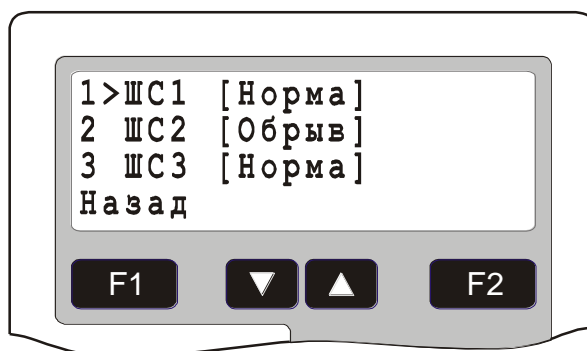 1>ШС1 [Норма]
2 ШС2 [Обрыв]
3 ШС3 [Норма]
Назад
F1 ▼ ▲ F2